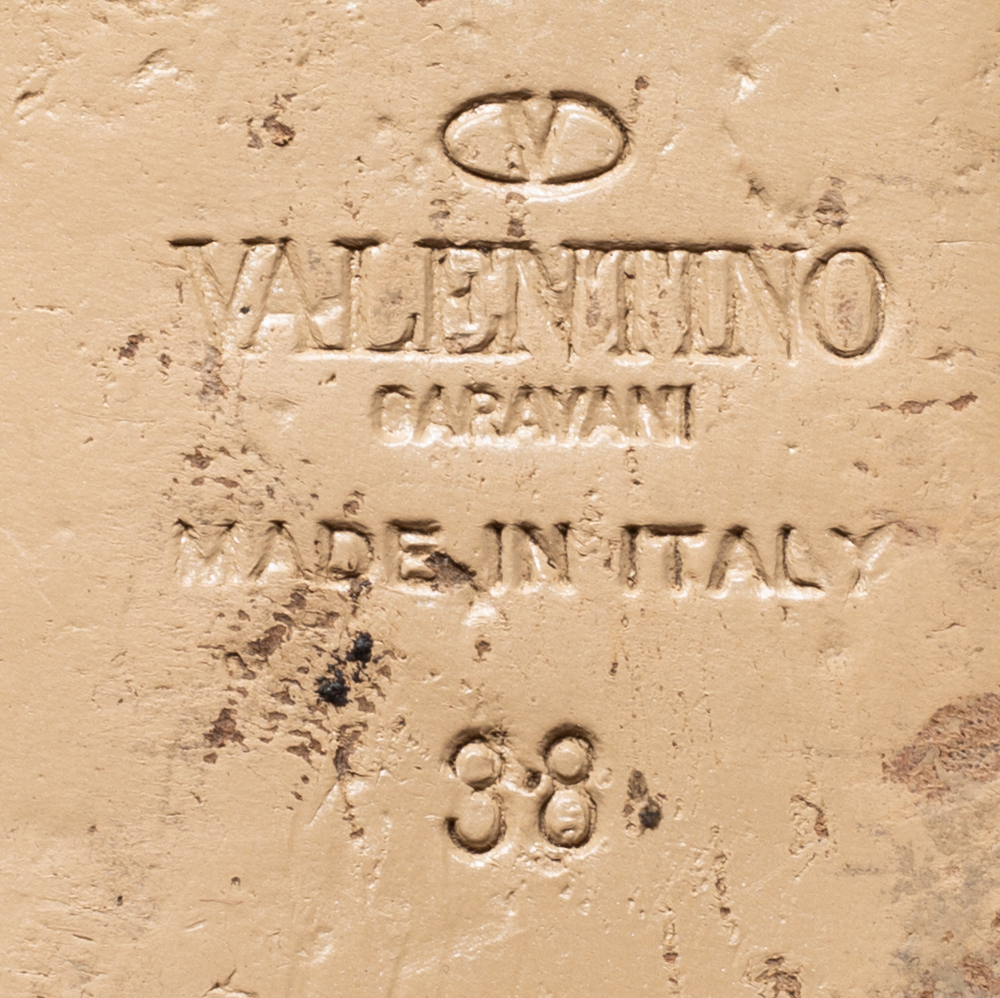 V
VALENTINO
GARAVANI
MADE IN ITALY
38